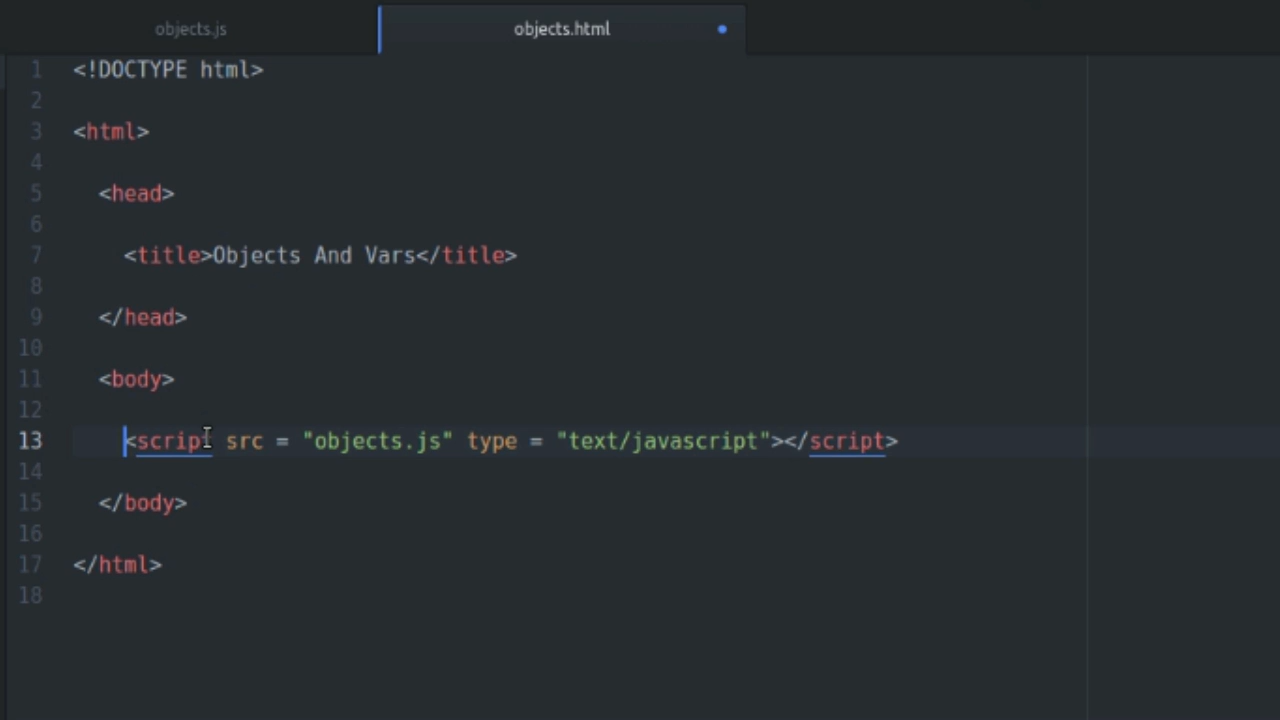 objects.js
objects.html
1 <!DOCTYPE html>
2
3 <html>
4
5 <head>
6
7 <title>Objects And Vars</title>
8
9 </head>
10
11 <body>
12
13 <script src = "objects.js" type = "text/javascript"></script>
14
15 </body>
16
17 </html>
18